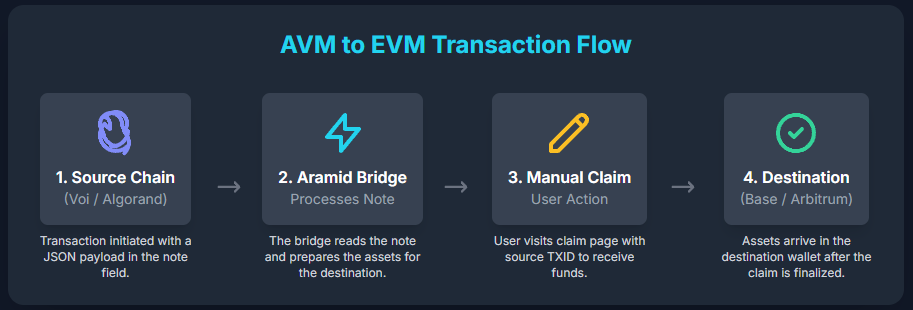 AVM to EVM Transaction Flow
1. Source Chain
(Voi / Algorand)
Transaction initiated with a
JSON payload in the note
field.
2. Aramid Bridge
Processes Note
The bridge reads the note
and prepares the assets for
the destination.
3. Manual Claim
User Action
User visits claim page with
source TXID to receive
funds.
4. Destination
(Base / Arbitrum)
Assets arrive in the
destination wallet after the
claim is finalized.